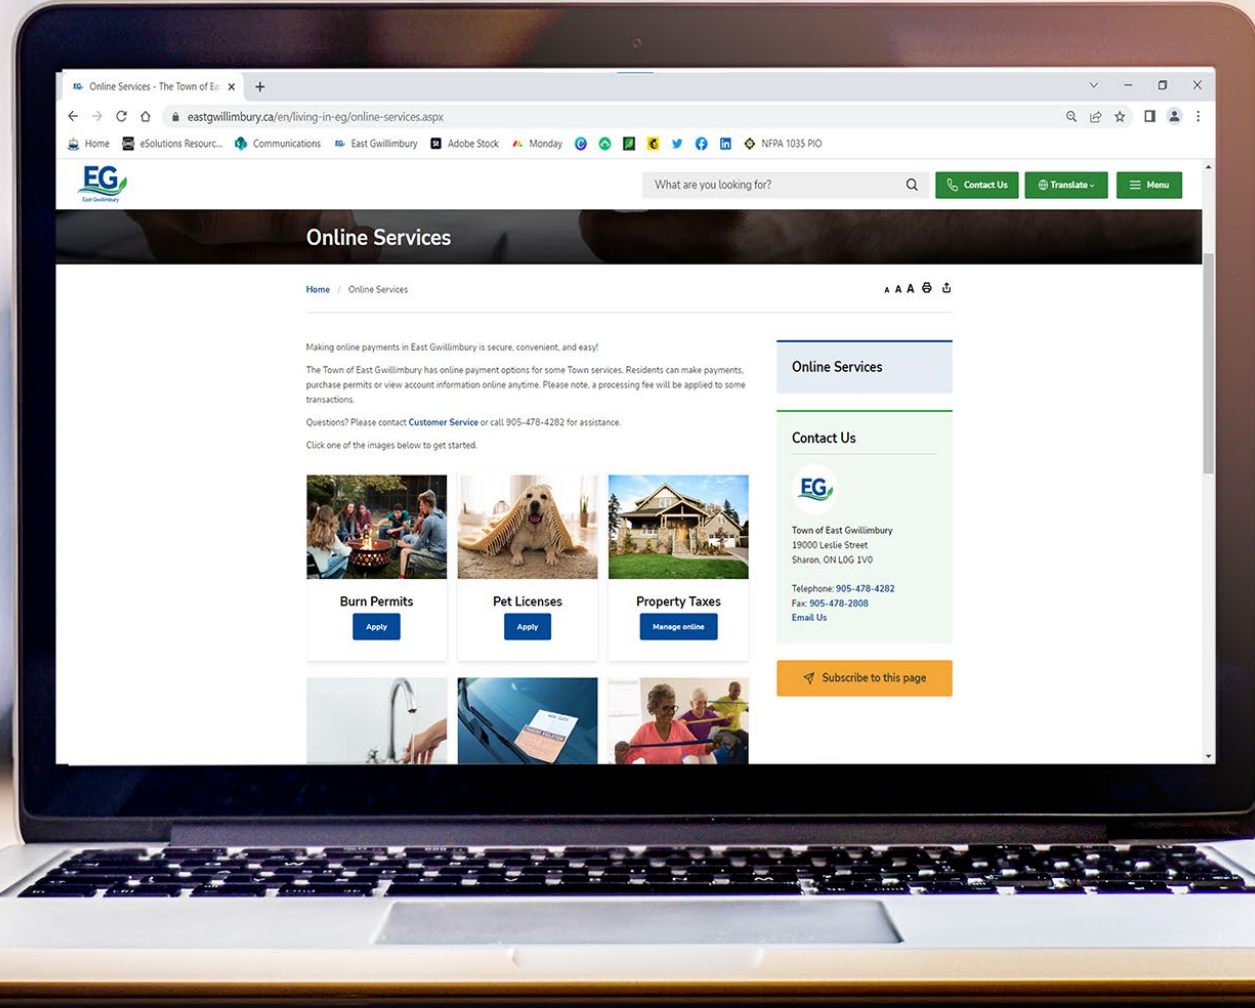 EG- Online Services - The Town of Ea
eastgwillimbury.ca/en/living-in-eg/online-services.aspx
Home eSolutions Resourc... Communications EG- East Gwillimbury St Adobe Stock Monday NFPA 1035 PIO
EG
East Gwillimbury
What are you looking for?
Contact Us
Translate
Menu
Online Services
Home / Online Services
A A A
Making online payments in East Gwillimbury is secure, convenient, and easy!
The Town of East Gwillimbury has online payment options for some Town services. Residents can make payments,
purchase permits or view account information online anytime. Please note, a processing fee will be applied to some
transactions.
Questions? Please contact Customer Service or call 905-478-4282 for assistance.
Click one of the images below to get started.
Burn Permits
Apply
Pet Licenses
Apply
Property Taxes
Manage online
Online Services
Contact Us
EG
Town of East Gwillimbury
19000 Leslie Street
Sharon, ON L0G 1V0
Telephone: 905-478-4282
Fax: 905-478-2808
Email Us
Subscribe to this page
PARKING VIOLATION